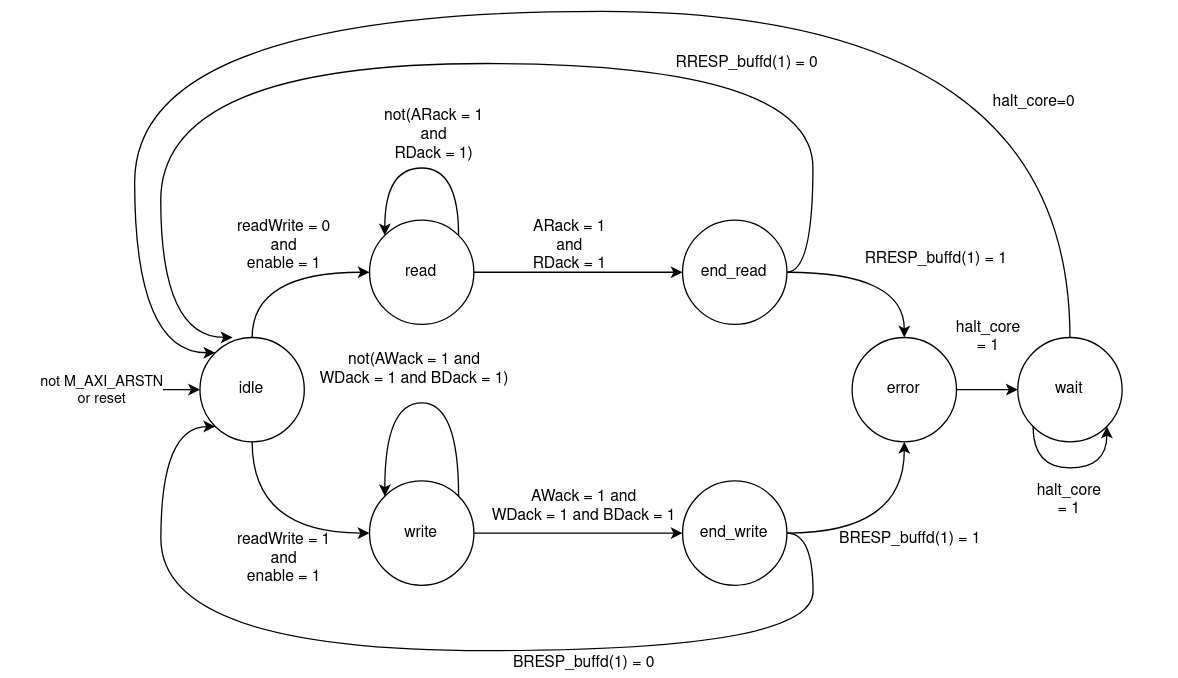 RRESP_buffd(1) = 0
halt_core=0
not(ARack = 1
and
RDack = 1)
readWrite = 0
and
enable = 1
ARack = 1
and
RDack = 1
RRESP_buffd(1) = 1
read
end_read
halt_core
= 1
not M_AXI_ARSTN
or reset
idle
not(AWack = 1 and
WDack = 1 and BDack = 1)
error
wait
halt_core
= 1
AWack = 1 and
WDack = 1 and BDack = 1
write
end_write
readWrite = 1
and
enable = 1
BRESP_buffd(1) = 1
BRESP_buffd(1) = 0